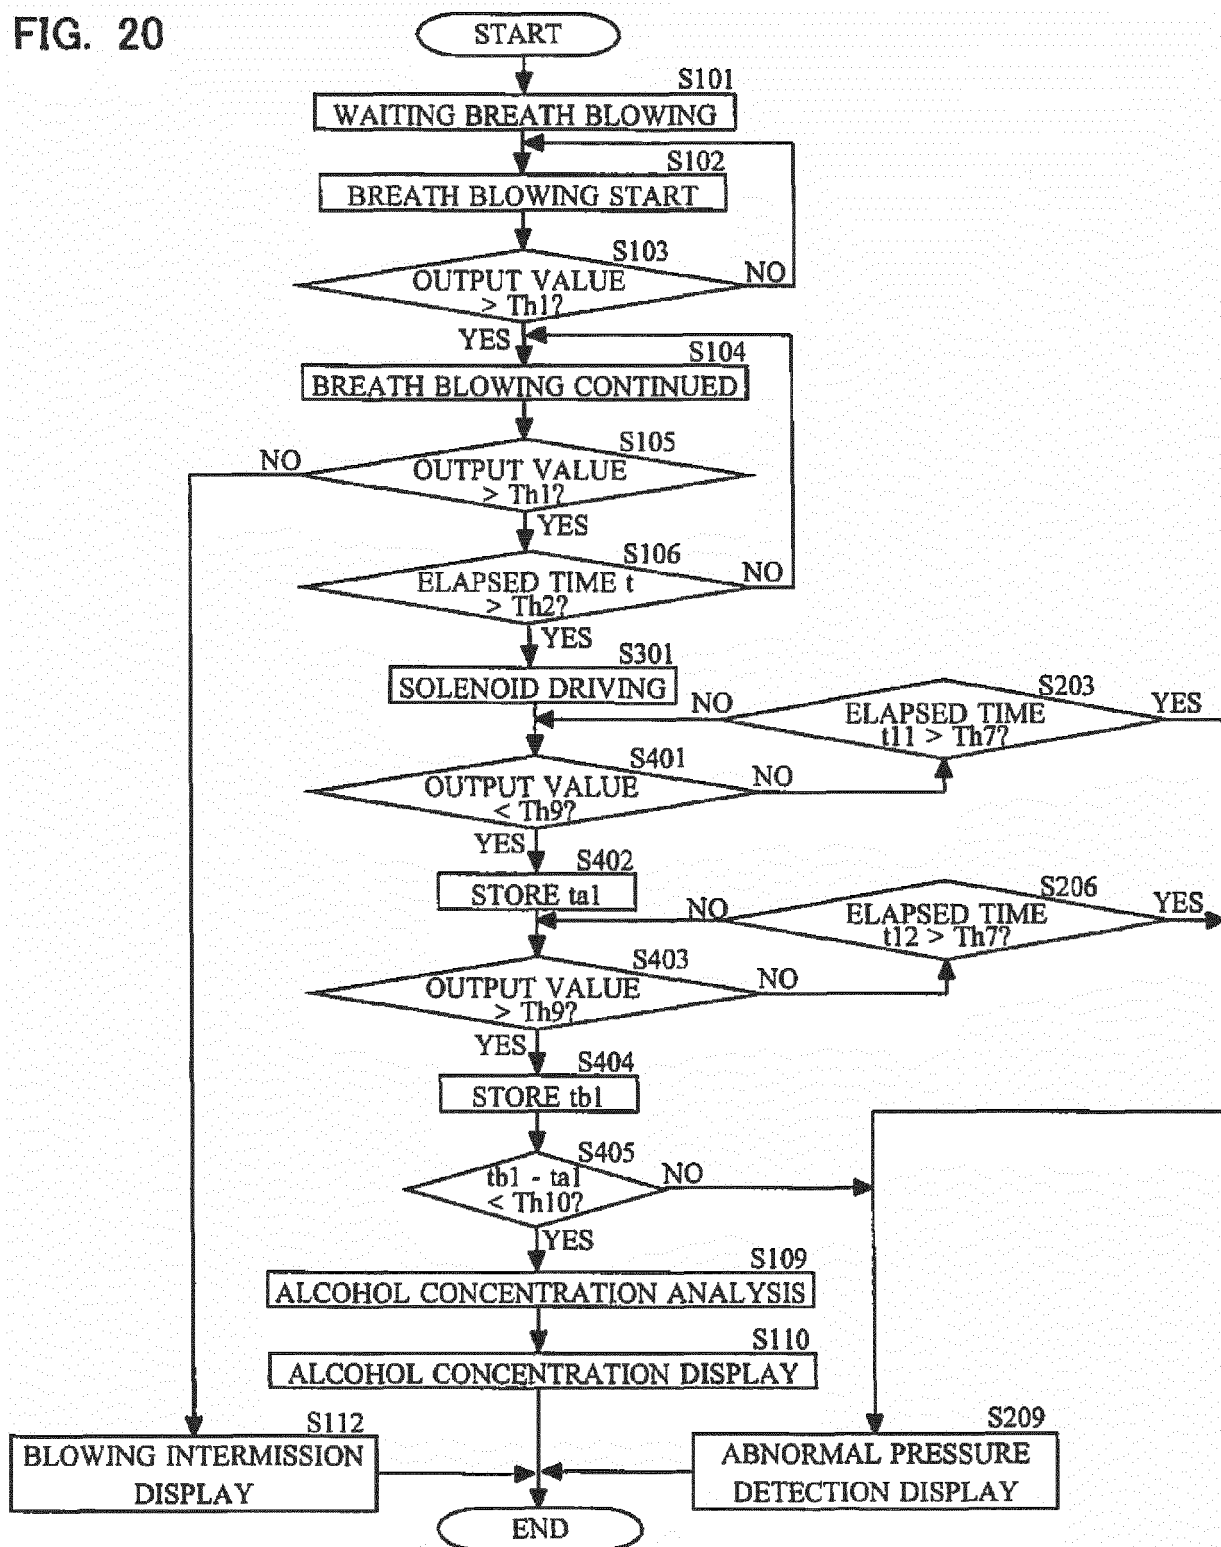 FIG. 20
START
S101
WAITING BREATH BLOWING
S102
BREATH BLOWING START
S103
OUTPUT VALUE
> Th1?
NO
YES
S104
BREATH BLOWING CONTINUED
S105
NO
OUTPUT VALUE
> Th1?
YES
S106
ELAPSED TIME t
> Th2?
NO
YES
S301
SOLENOID DRIVING
S203
NO
ELAPSED TIME
t11 > Th7?
YES
S401
OUTPUT VALUE
< Th9?
NO
YES
S402
STORE ta1
S206
NO
ELAPSED TIME
t12 > Th7?
YES
S403
OUTPUT VALUE
> Th9?
NO
YES
S404
STORE tb1
S405
tb1 - ta1
< Th10?
NO
YES
S109
ALCOHOL CONCENTRATION ANALYSIS
S110
ALCOHOL CONCENTRATION DISPLAY
S112
BLOWING INTERMISSION
DISPLAY
S209
ABNORMAL PRESSURE
DETECTION DISPLAY
END